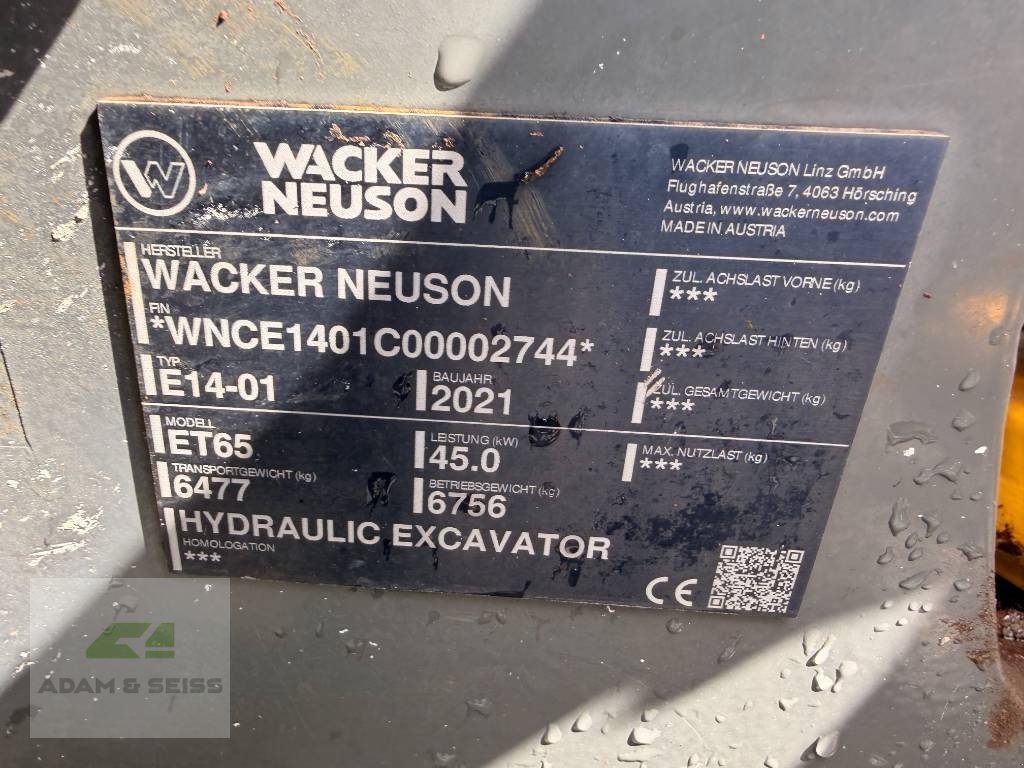 W
WACKER
NEUSON
WACKER NEUSON Linz GmbH
Flughafenstraße 7, 4063 Hörsching
Austria, www.wackerneuson.com
MADE IN AUSTRIA
HERSTELLER
WACKER NEUSON
FIN
*WNCE1401C00002744*
TYP
E14-01
BAUJAHR
2021
ZUL. ACHSLAST VORNE (kg)
***
ZUL. ACHSLAST HINTEN (kg)
***
ZUL. GESAMTGEWICHT (kg)
***
MODELL
ET65
LEISTUNG (kW)
45.0
MAX. NUTZLAST (kg)
***
TRANSPORTGEWICHT (kg)
6477
BETRIEBSGEWICHT (kg)
6756
HYDRAULIC EXCAVATOR
HOMOLOGATION
***
CE
ADAM & SEISS